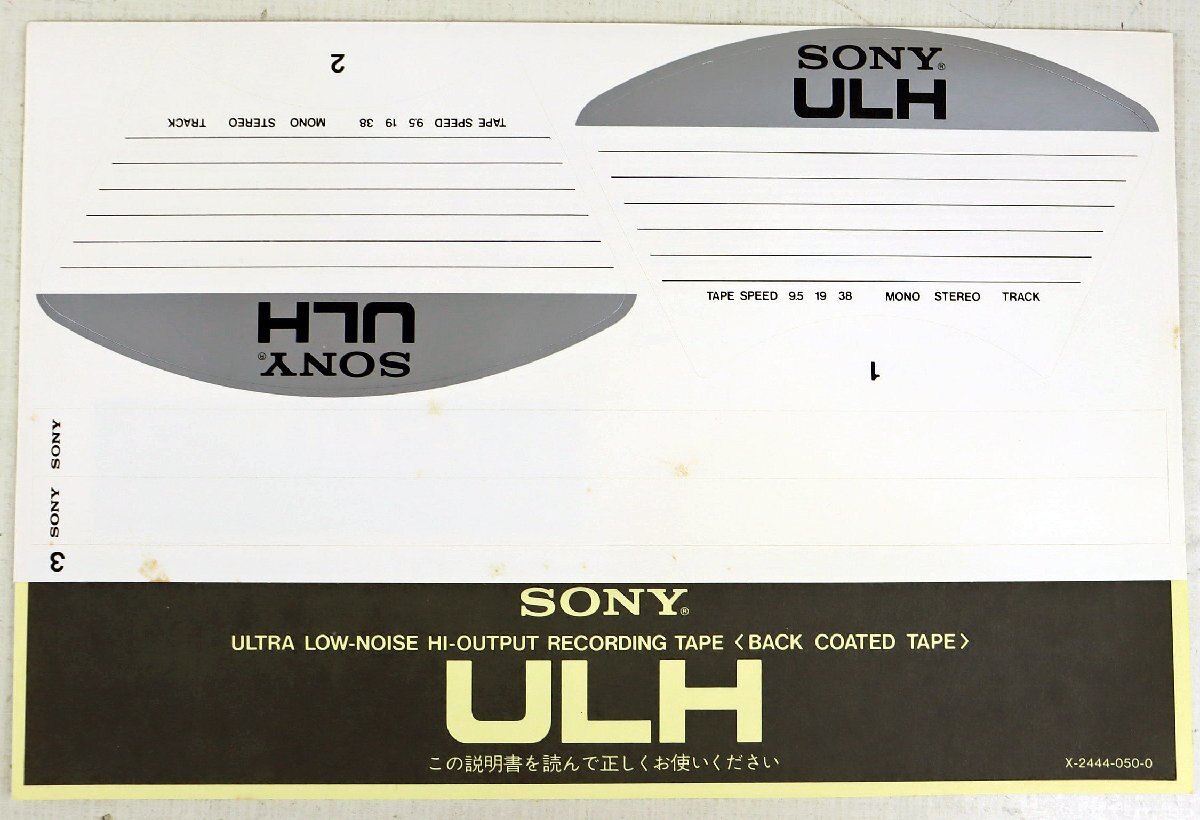 2
TAPE SPEED 9.5 19 38 MONO STEREO TRACK
ULH
SONY®
SONY®
ULH
TAPE SPEED 9.5 19 38 MONO STEREO TRACK
1
SONY
SONY
3
SONY®
ULTRA LOW-NOISE HI-OUTPUT RECORDING TAPE〈BACK COATED TAPE〉
ULH
この説明書を読んで正しくお使いください
X-2444-050-0